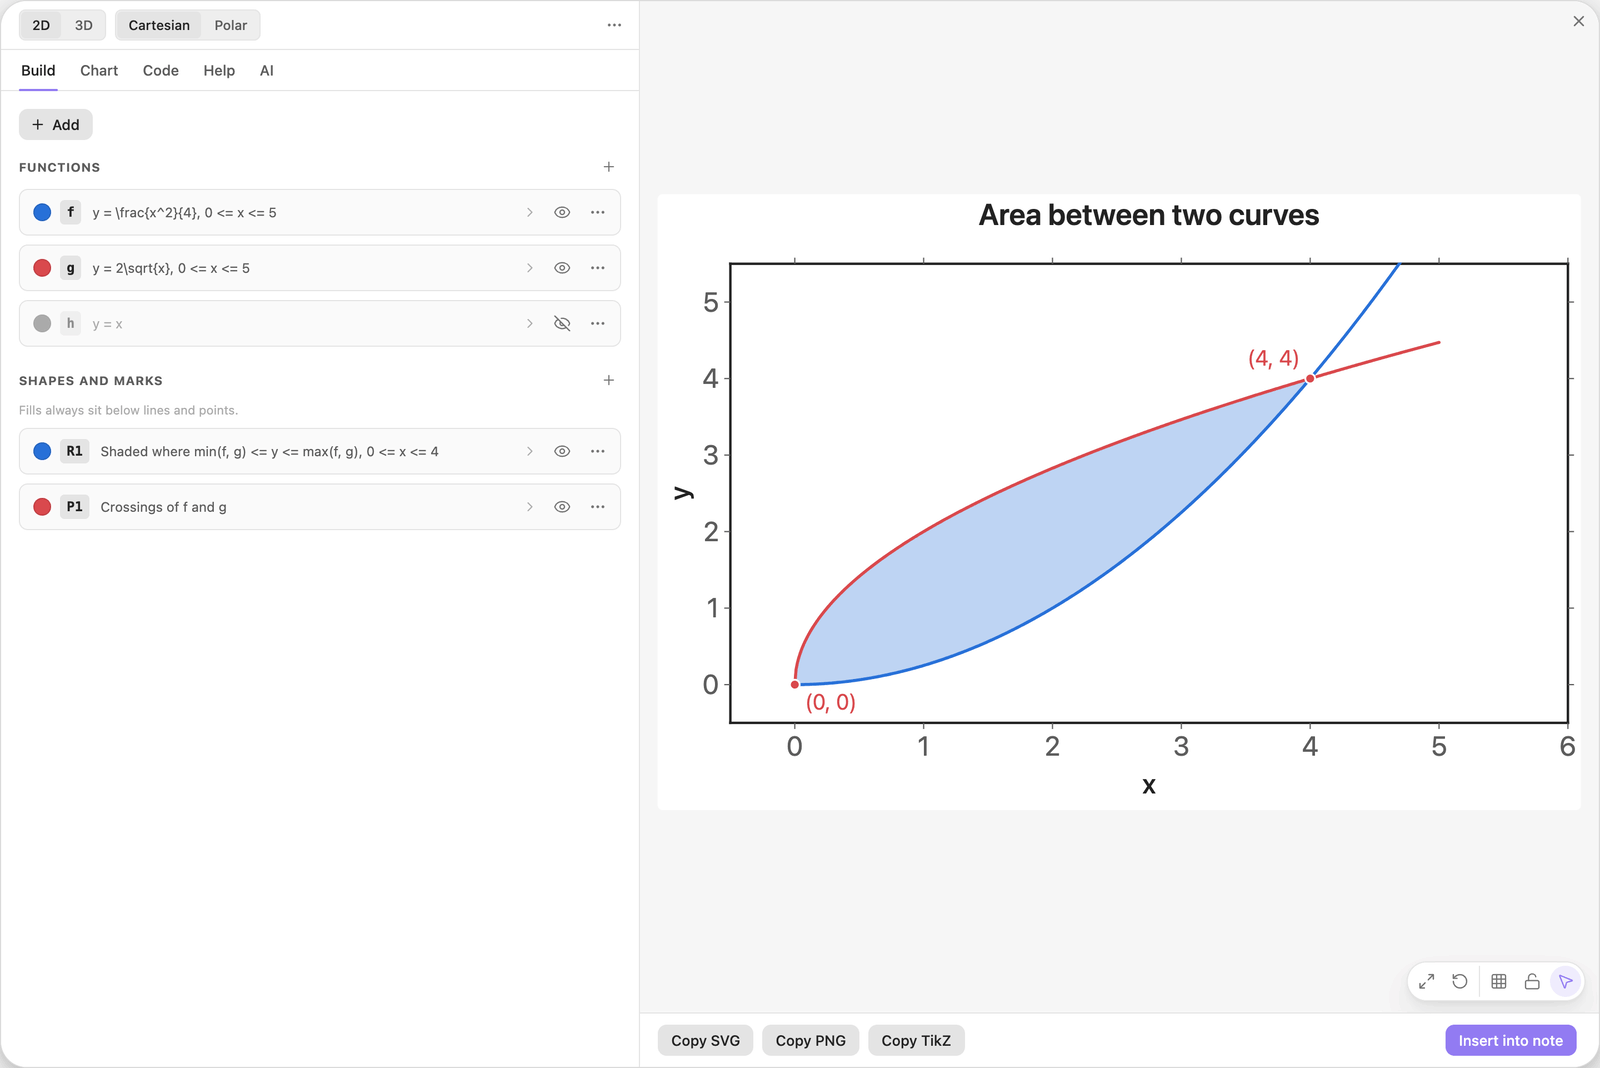 2D 3D Cartesian Polar
Build Chart Code Help AI
+ Add
FUNCTIONS
f y = \frac{x^2}{4}, 0 <= x <= 5
g y = 2\sqrt{x}, 0 <= x <= 5
h y = x
SHAPES AND MARKS
Fills always sit below lines and points.
R1 Shaded where min(f, g) <= y <= max(f, g), 0 <= x <= 4
P1 Crossings of f and g
Area between two curves
5
4
3
2
1
0
y
(4, 4)
(0, 0)
0 1 2 3 4 5 6
x
Copy SVG Copy PNG Copy TikZ Insert into note